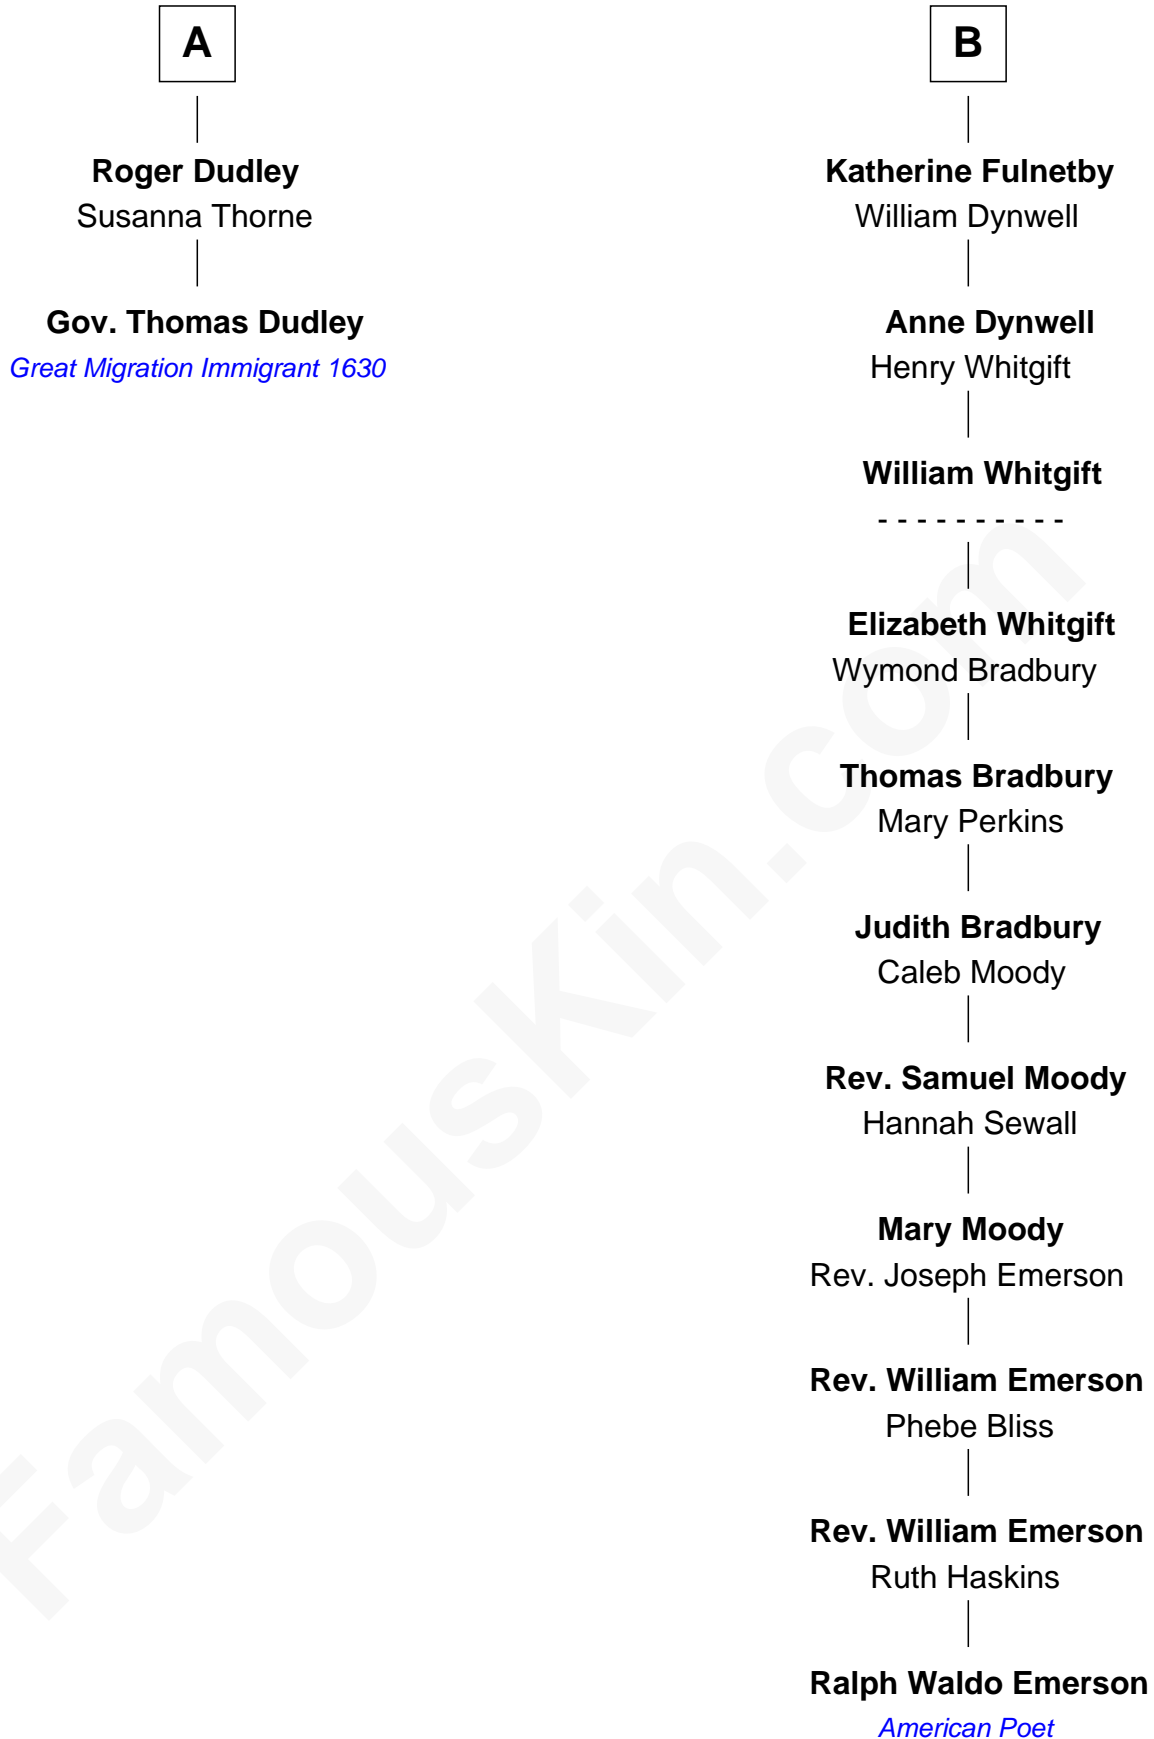 A
Roger Dudley
Susanna Thorne
Gov. Thomas Dudley
Great Migration Immigrant 1630
B
Katherine Fulnetby
William Dynwell
Anne Dynwell
Henry Whitgift
William Whitgift
- - - - - - - - - -
Elizabeth Whitgift
Wymond Bradbury
Thomas Bradbury
Mary Perkins
Judith Bradbury
Caleb Moody
Rev. Samuel Moody
Hannah Sewall
Mary Moody
Rev. Joseph Emerson
Rev. William Emerson
Phebe Bliss
Rev. William Emerson
Ruth Haskins
Ralph Waldo Emerson
American Poet
FamousKin.com